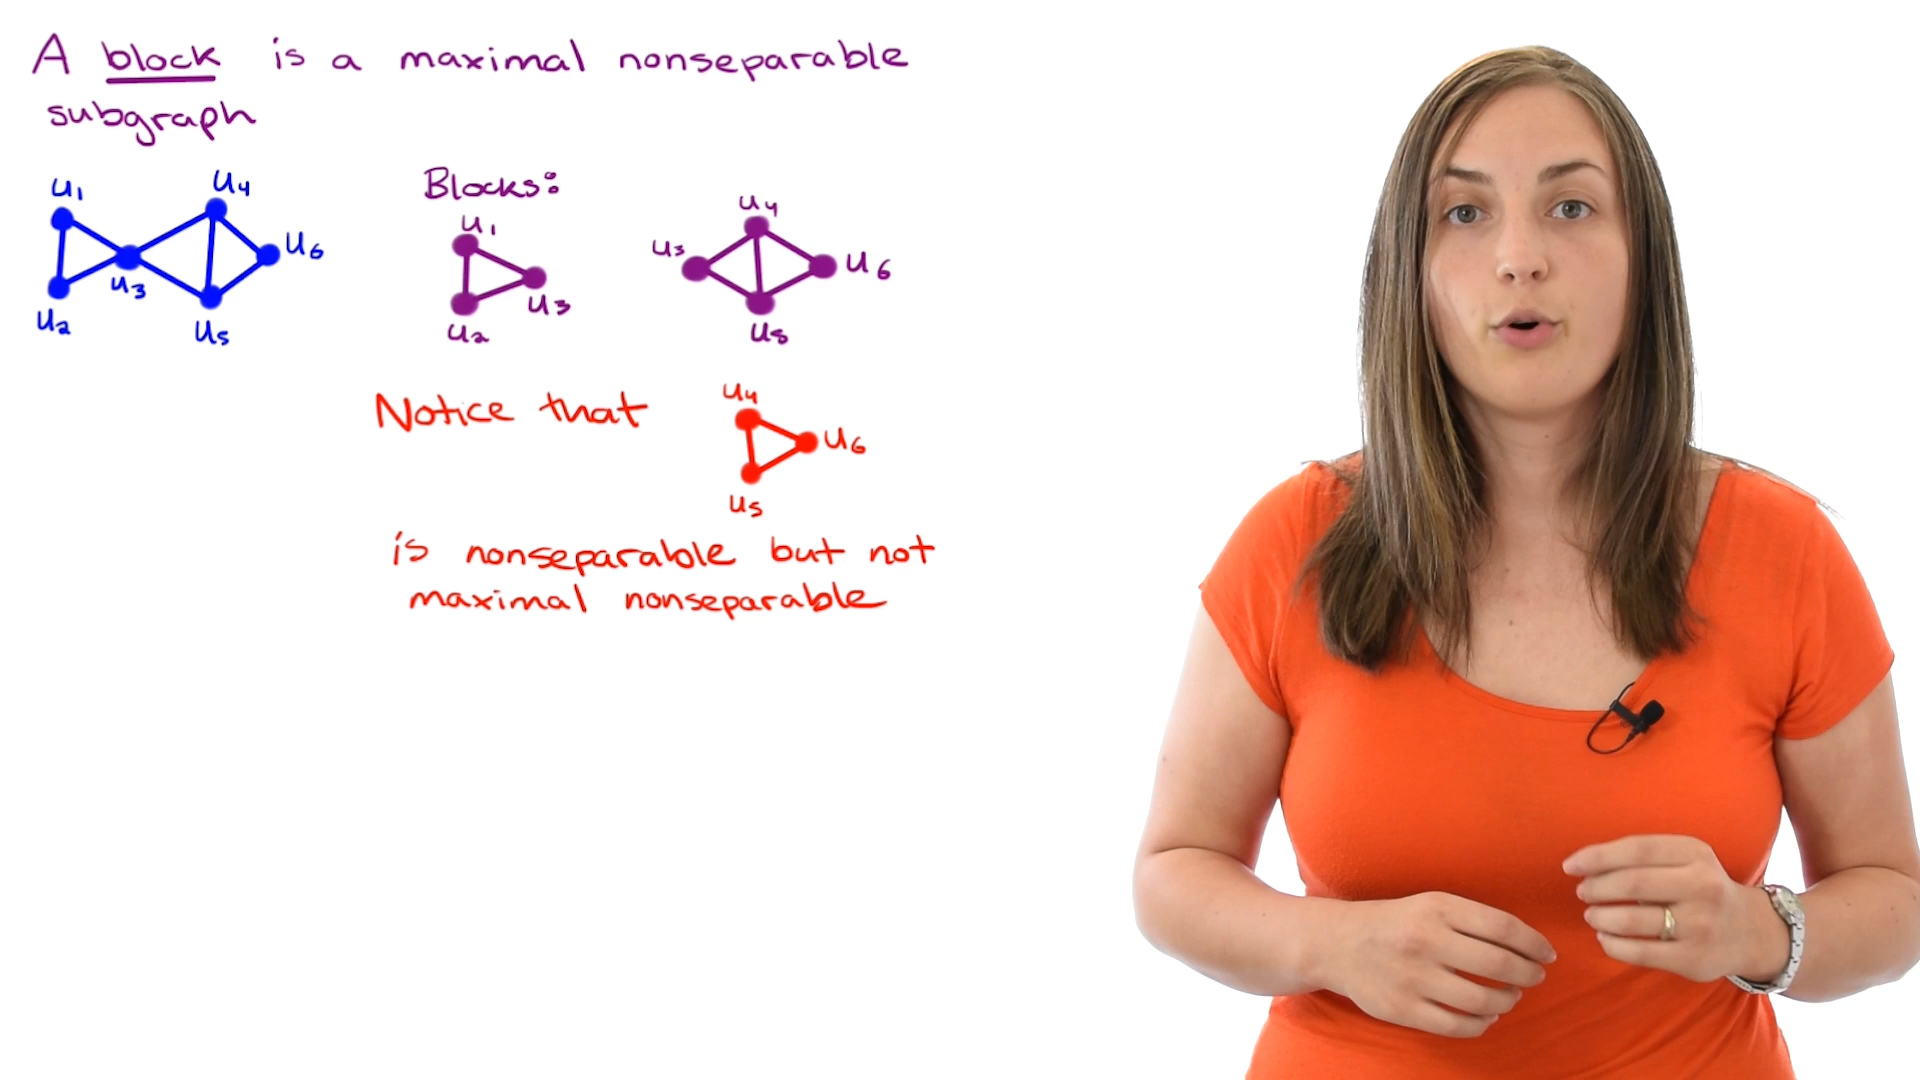 A block is a maximal nonseparable
subgraph
u₁ u₄
u₆
u₃
u₂ u₅
Blocks:
u₁
u₃
u₂
u₄
u₃ u₆
u₅
Notice that
u₄
u₆
u₅
is nonseparable but not
maximal nonseparable